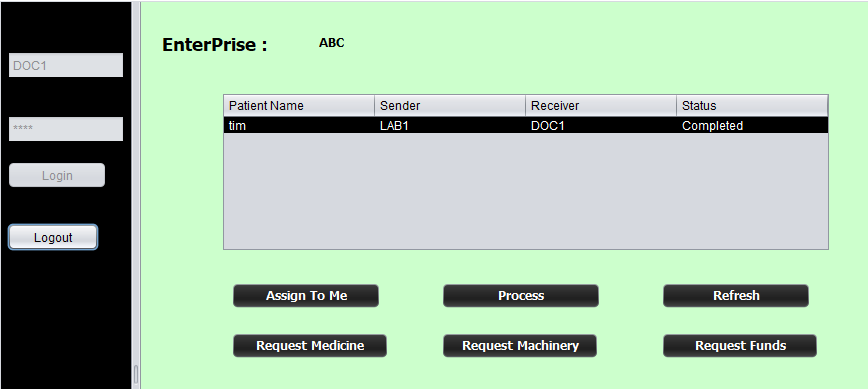 EnterPrise : ABC
DOC1
****
Login
Logout
Patient Name Sender Receiver Status
tim LAB1 DOC1 Completed
Assign To Me Process Refresh
Request Medicine Request Machinery Request Funds